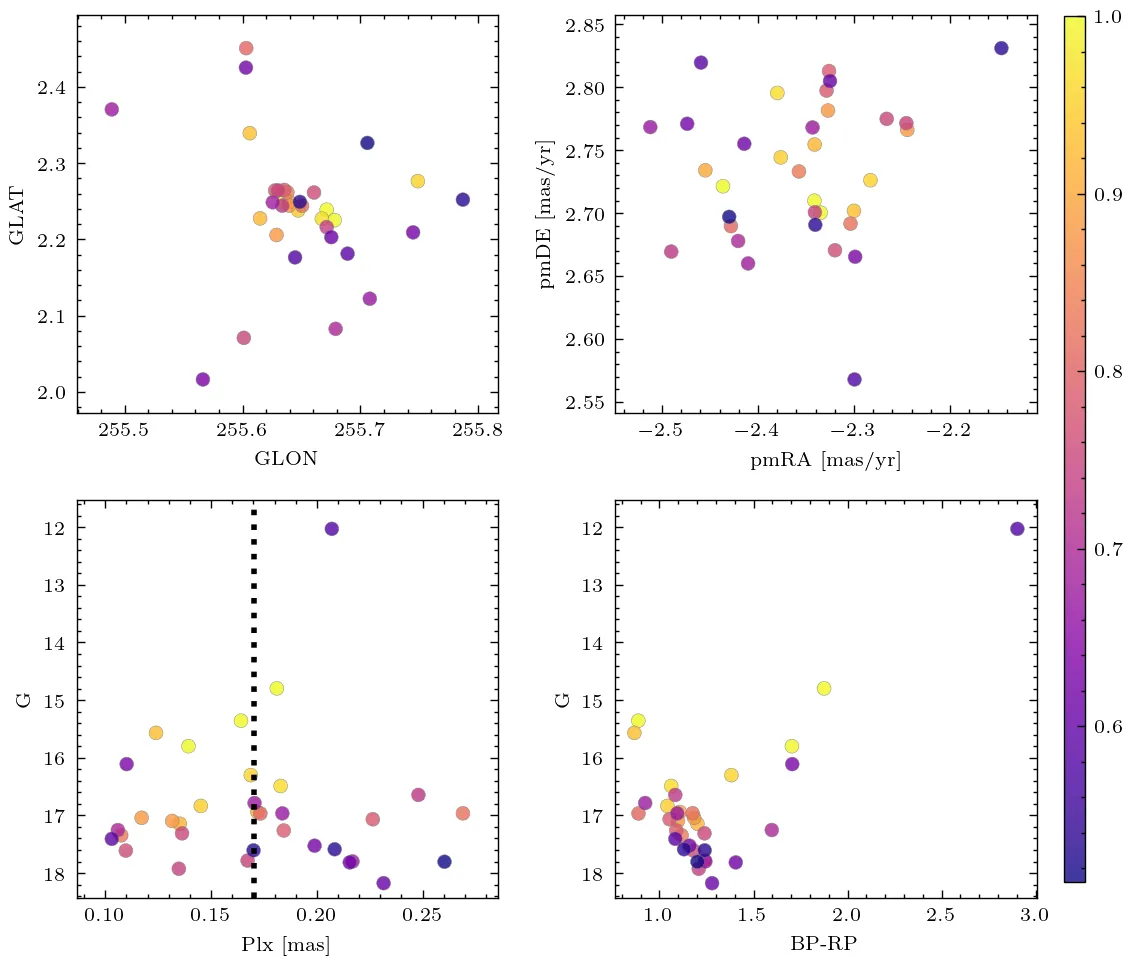 2.4
2.3
2.2
2.1
2.0
GLAT
255.5 255.6 255.7 255.8
GLON
2.85
2.80
2.75
2.70
2.65
2.60
2.55
pmDE [mas/yr]
−2.5 −2.4 −2.3 −2.2
pmRA [mas/yr]
12
13
14
15
16
17
18
G
0.10 0.15 0.20 0.25
Plx [mas]
12
13
14
15
16
17
18
G
1.0 1.5 2.0 2.5 3.0
BP-RP
1.0
0.9
0.8
0.7
0.6